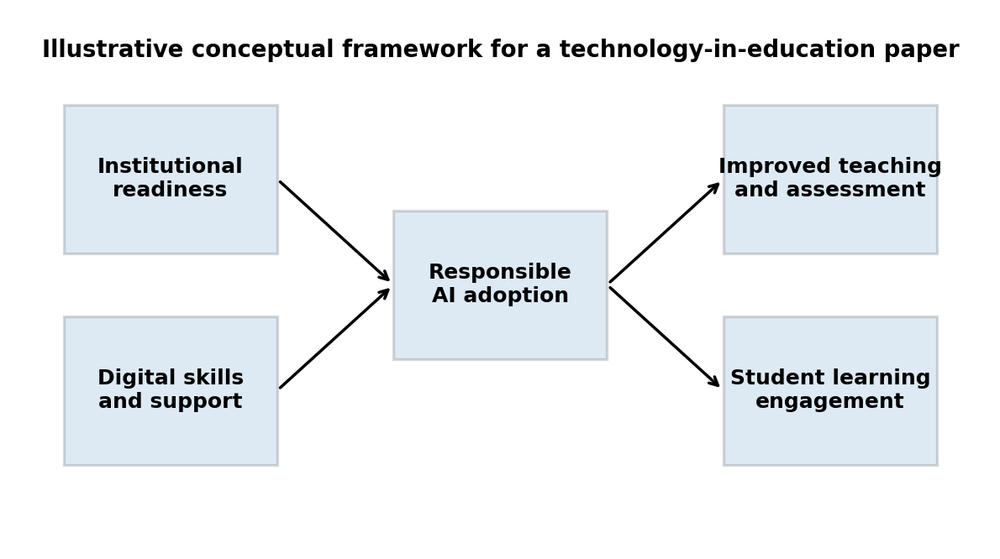 Illustrative conceptual framework for a technology-in-education paper
Institutional
readiness
Digital skills
and support
Responsible
AI adoption
Improved teaching
and assessment
Student learning
engagement